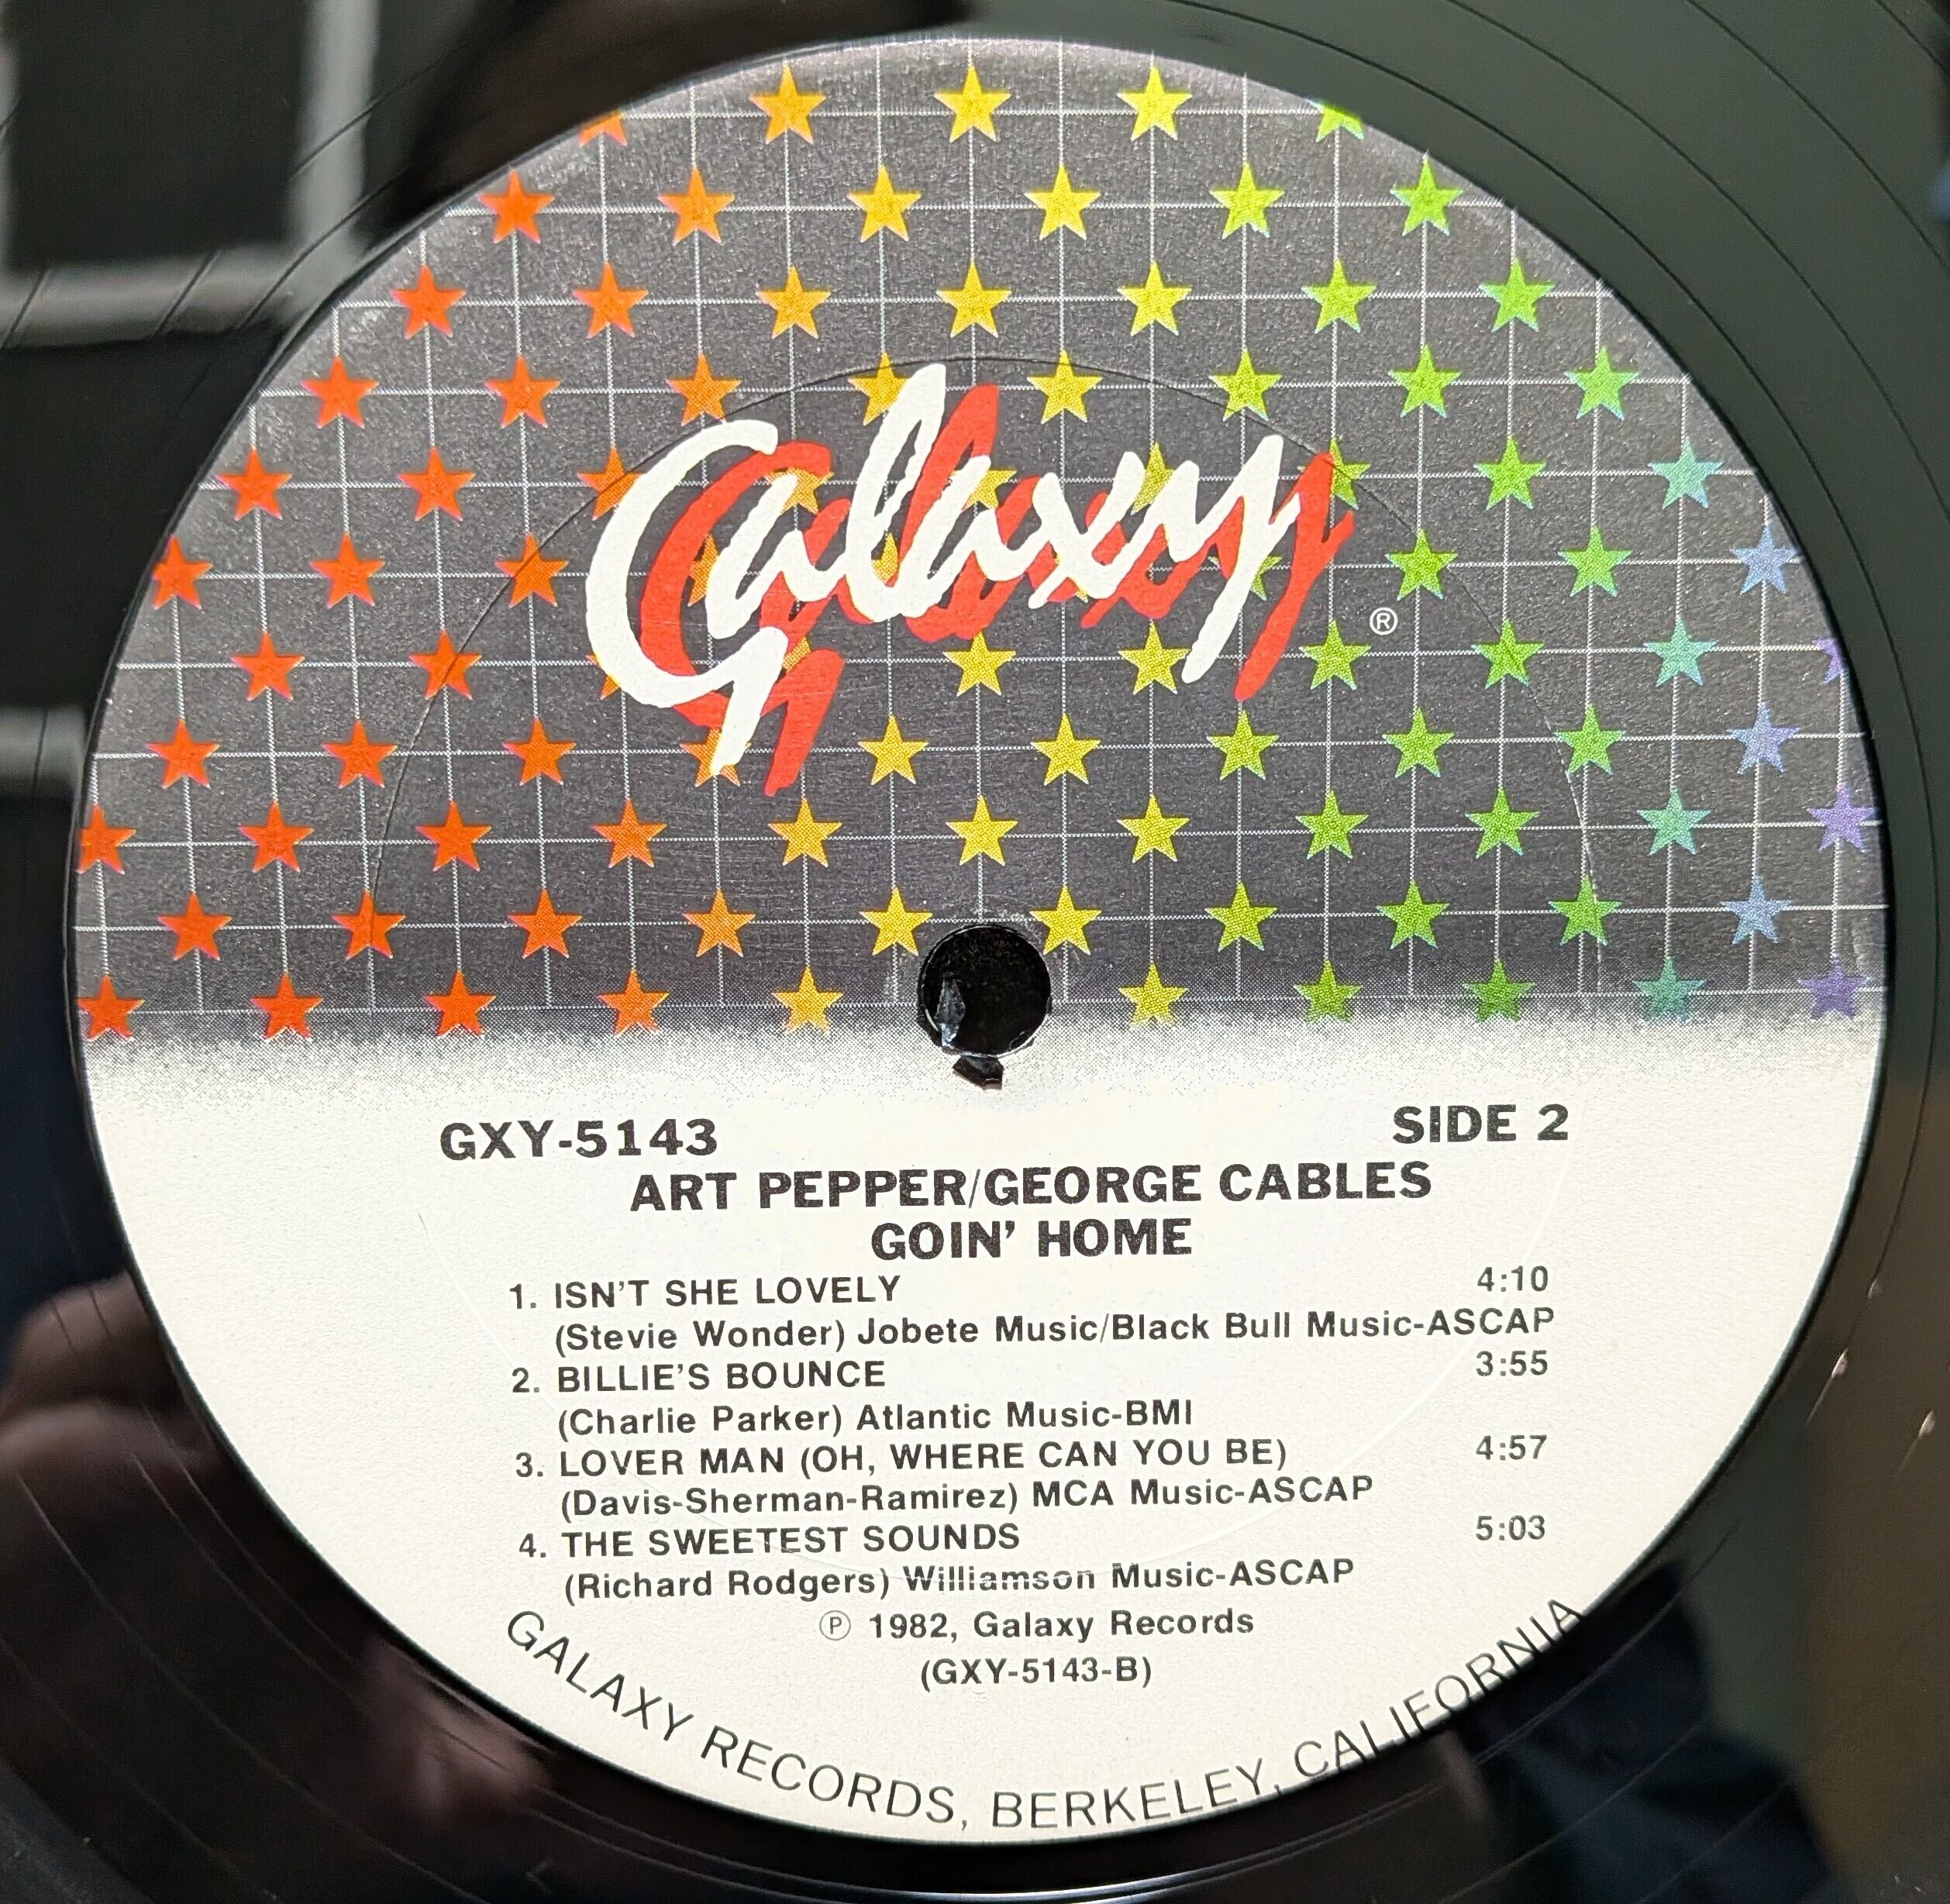 Galaxy
®
GXY-5143 SIDE 2
ART PEPPER/GEORGE CABLES
GOIN' HOME
1. ISN'T SHE LOVELY 4:10
(Stevie Wonder) Jobete Music/Black Bull Music-ASCAP
2. BILLIE'S BOUNCE 3:55
(Charlie Parker) Atlantic Music-BMI
3. LOVER MAN (OH, WHERE CAN YOU BE) 4:57
(Davis-Sherman-Ramirez) MCA Music-ASCAP
4. THE SWEETEST SOUNDS 5:03
(Richard Rodgers) Williamson Music-ASCAP
℗ 1982, Galaxy Records
(GXY-5143-B)
GALAXY RECORDS, BERKELEY, CALIFORNIA